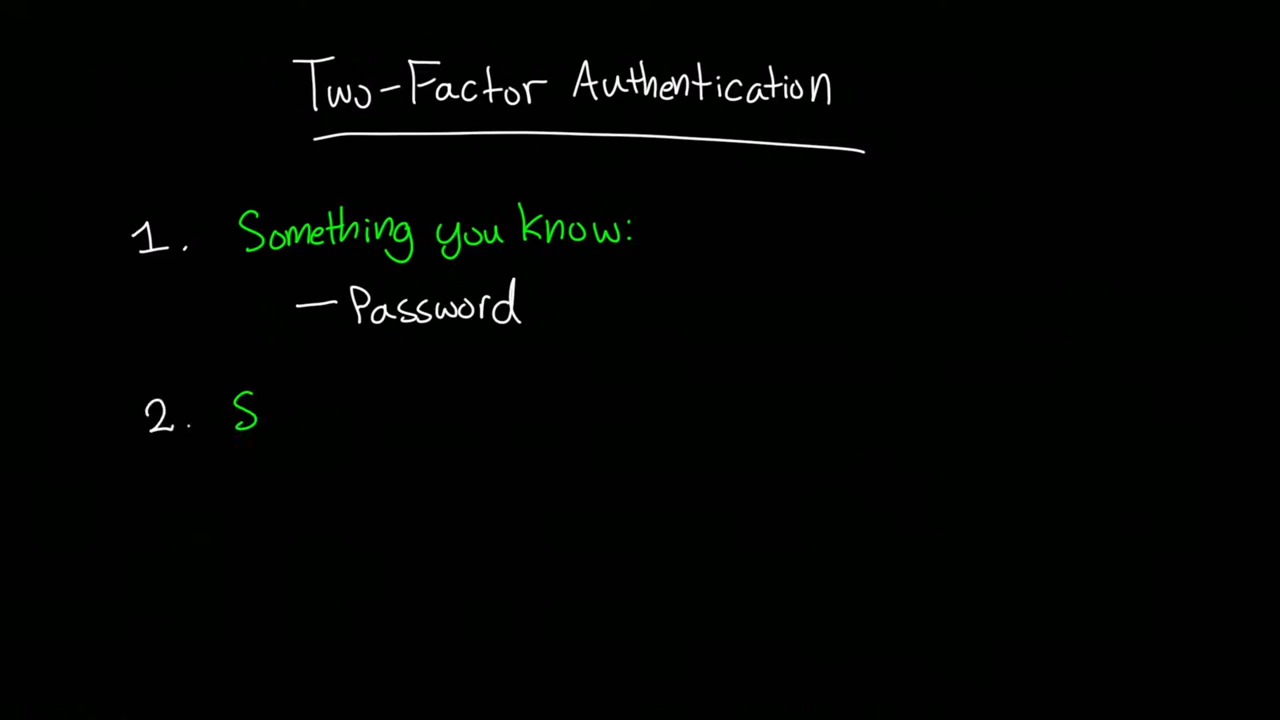 Two-Factor Authentication
1. Something you know:
— Password
2. S